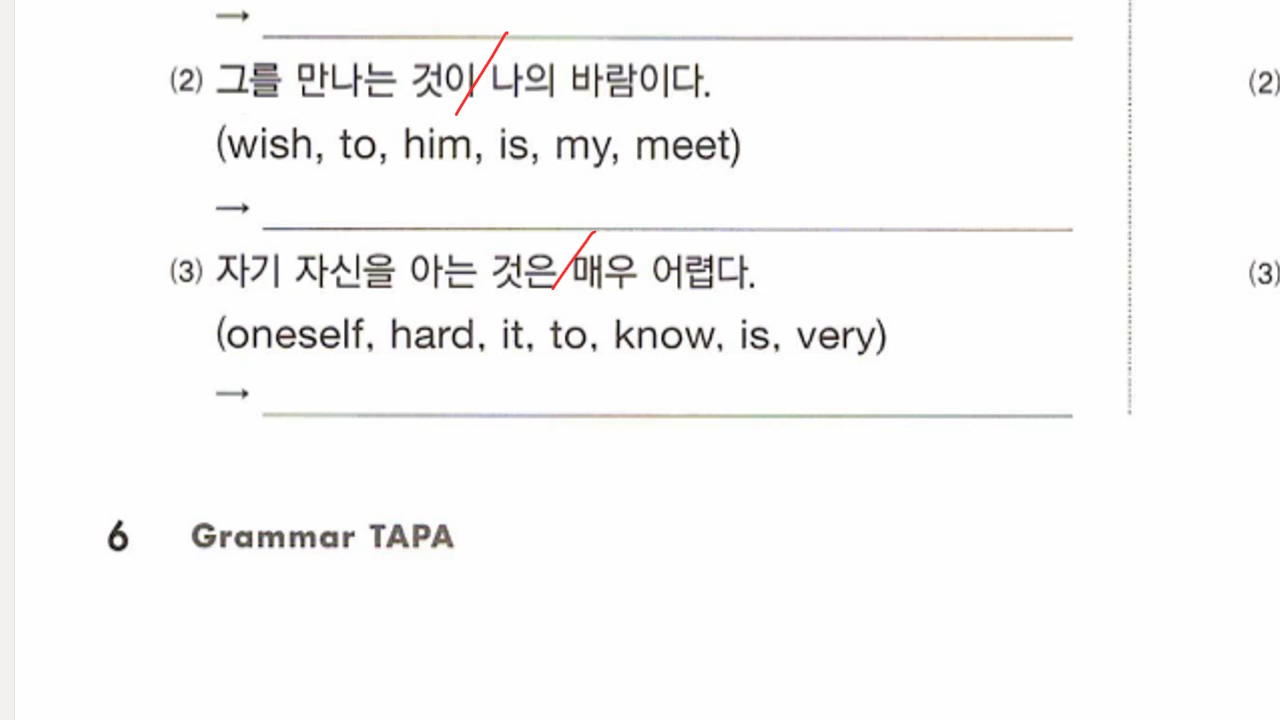 →
(2) 그를 만나는 것이 나의 바람이다.
(wish, to, him, is, my, meet)
→
(3) 자기 자신을 아는 것은 매우 어렵다.
(oneself, hard, it, to, know, is, very)
→
6 Grammar TAPA
(2)
(3)